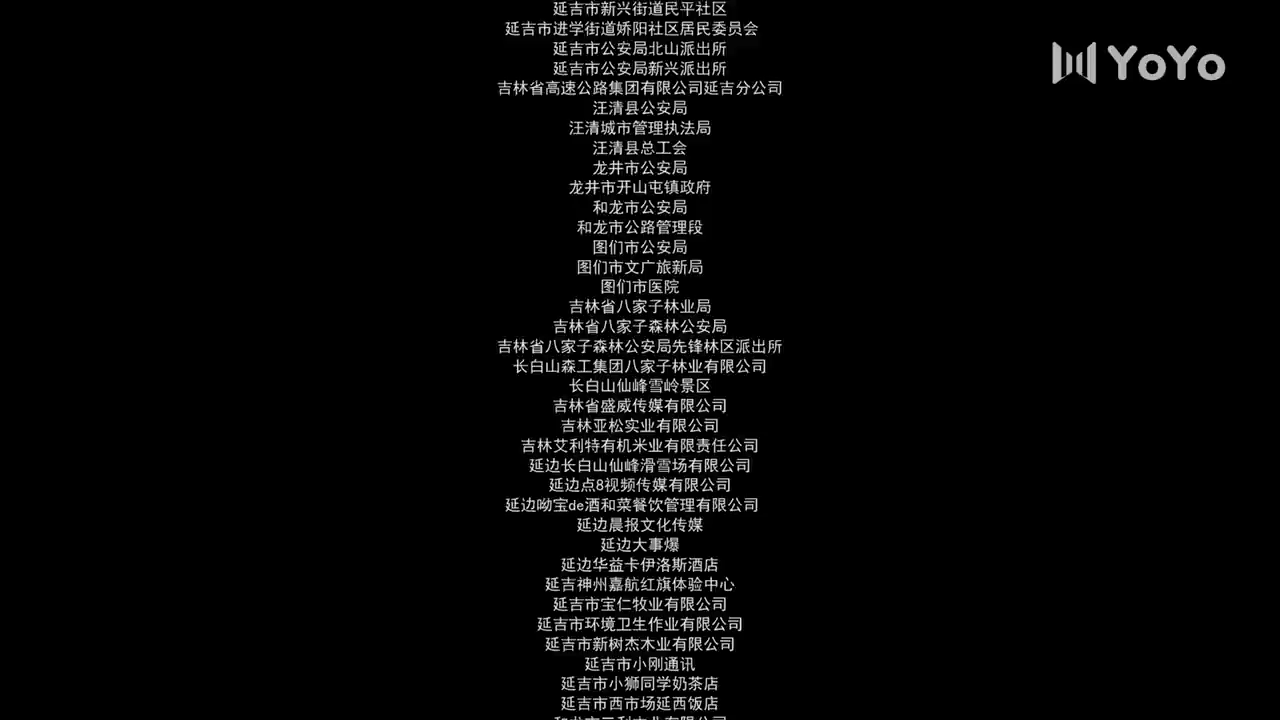 延吉市新兴街道民平社区
延吉市进学街道娇阳社区居民委员会
延吉市公安局北山派出所
YoYo
延吉市公安局新兴派出所
吉林省高速公路集团有限公司延吉分公司
汪清县公安局
汪清城市管理执法局
汪清县总工会
龙井市公安局
龙井市开山屯镇政府
和龙市公安局
和龙市公路管理段
图们市公安局
图们市文广旅新局
图们市医院
吉林省八家子林业局
吉林省八家子森林公安局
吉林省八家子森林公安局先锋林区派出所
长白山森工集团八家子林业有限公司
长白山仙峰雪岭景区
吉林省盛威传媒有限公司
吉林亚松实业有限公司
吉林艾利特有机米业有限责任公司
延边长白山仙峰滑雪场有限公司
延边点8视频传媒有限公司
延边呦宝de酒和菜餐饮管理有限公司
延边晨报文化传媒
延边大事爆
延边华益卡伊洛斯酒店
延吉神州嘉航红旗体验中心
延吉市宝仁牧业有限公司
延吉市环境卫生作业有限公司
延吉市新树杰木业有限公司
延吉市小刚通讯
延吉市小狮同学奶茶店
延吉市西市场延西饭店